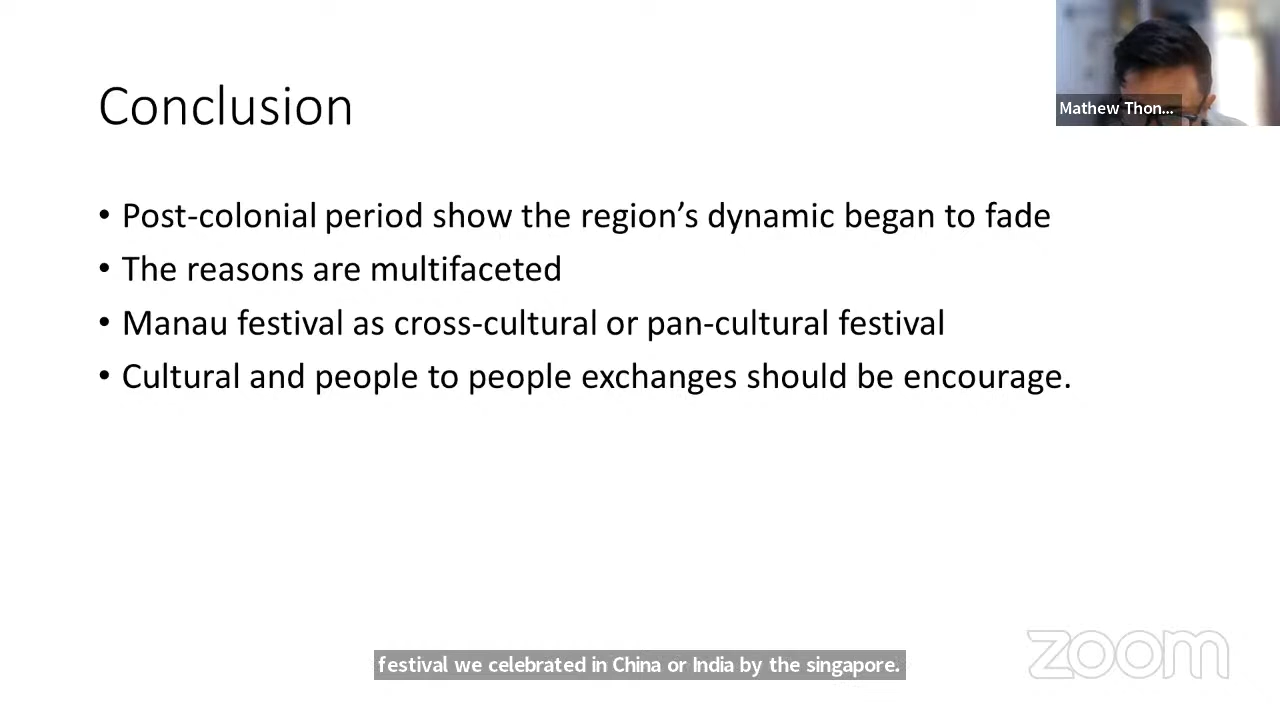 Mathew Thon...
Conclusion
• Post-colonial period show the region’s dynamic began to fade
• The reasons are multifaceted
• Manau festival as cross-cultural or pan-cultural festival
• Cultural and people to people exchanges should be encourage.
festival we celebrated in China or India by the singapore.
zoom